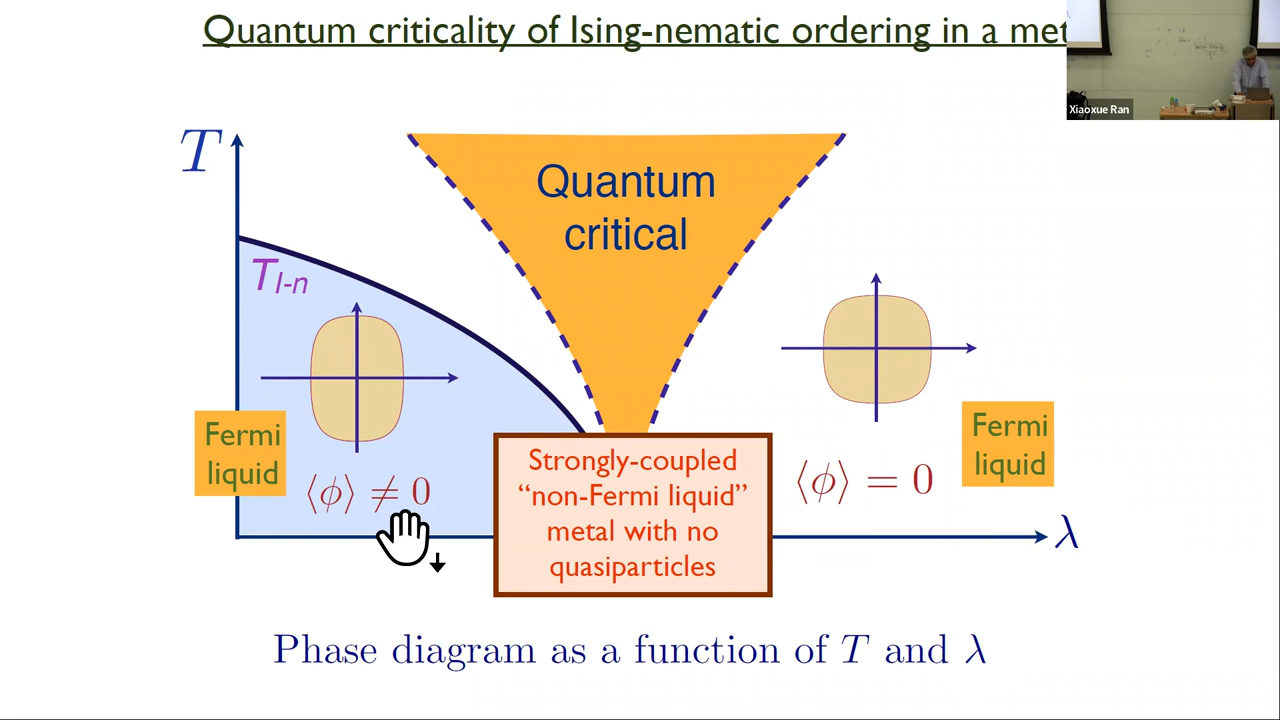 Quantum criticality of Ising-nematic ordering in a met
Xiaoxue Ran
T
Quantum
critical
T_{I-n}
Fermi
liquid
⟨ϕ⟩ ≠ 0
Strongly-coupled
“non-Fermi liquid”
metal with no
quasiparticles
⟨ϕ⟩ = 0
Fermi
liquid
λ
Phase diagram as a function of T and λ